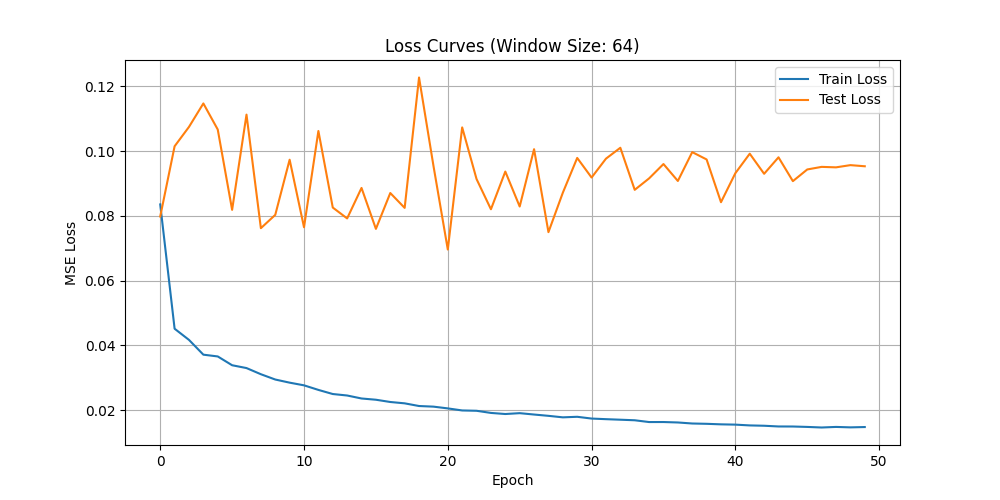 Loss Curves (Window Size: 64)
Train Loss
Test Loss
MSE Loss
0.12
0.10
0.08
0.06
0.04
0.02
0 10 20 30 40 50
Epoch